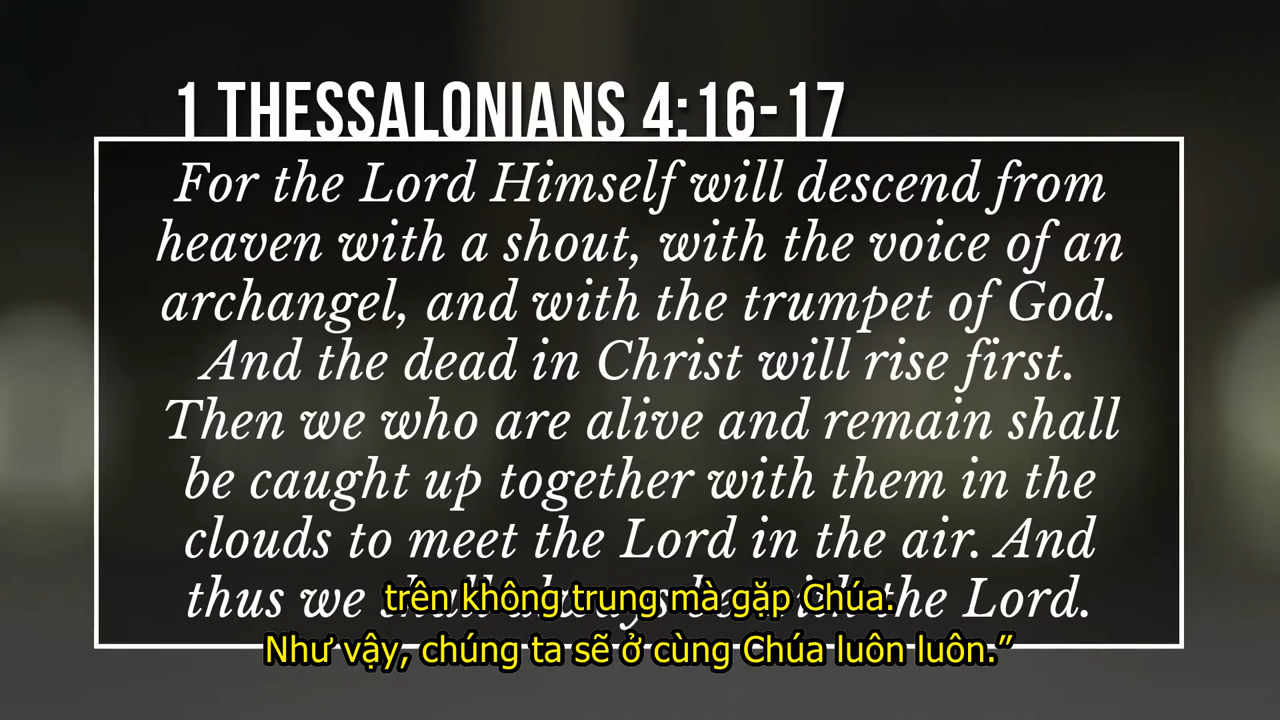 1 THESSALONIANS 4:16-17
For the Lord Himself will descend from
heaven with a shout, with the voice of an
archangel, and with the trumpet of God.
And the dead in Christ will rise first.
Then we who are alive and remain shall
be caught up together with them in the
clouds to meet the Lord in the air. And
thus we shall always be with the Lord.
trên không trung mà gặp Chúa.
Như vậy, chúng ta sẽ ở cùng Chúa luôn luôn.”